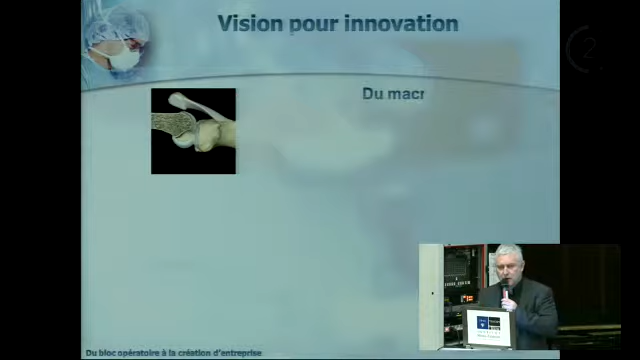 Vision pour innovation
Du macr
Du bloc opératoire à la création d'entreprise